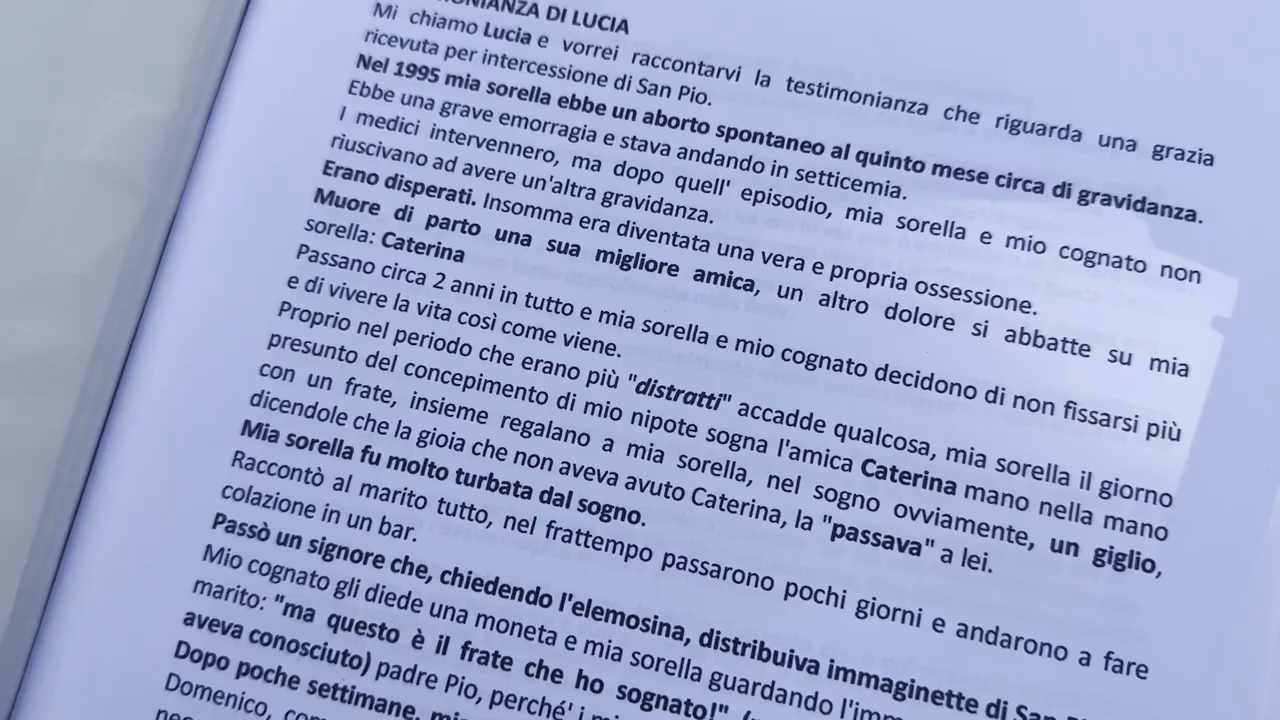 DI LUCIA
Mi chiamo Lucia e vorrei raccontarvi la testimonianza che riguarda una grazia
ricevuta per intercessione di San Pio.
Nel 1995 mia sorella ebbe un aborto spontaneo al quinto mese circa di gravidanza.
Ebbe una grave emorragia e stava andando in setticemia.
I medici intervennero, ma dopo quell' episodio, mia sorella e mio cognato non
riuscivano ad avere un'altra gravidanza.
Erano disperati. Insomma era diventata una vera e propria ossessione.
Muore di parto una sua migliore amica, un altro dolore si abbatte su mia
sorella: Caterina
Passano circa 2 anni in tutto e mia sorella e mio cognato decidono di non fissarsi più
e di vivere la vita così come viene.
Proprio nel periodo che erano più "distratti" accadde qualcosa, mia sorella il giorno
presunto del concepimento di mio nipote sogna l'amica Caterina mano nella mano
con un frate, insieme regalano a mia sorella, nel sogno ovviamente, un giglio,
dicendole che la gioia che non aveva avuto Caterina, la "passava" a lei.
Mia sorella fu molto turbata dal sogno.
Raccontò al marito tutto, nel frattempo passarono pochi giorni e andarono a fare
colazione in un bar.
Passò un signore che, chiedendo l'elemosina, distribuiva immaginette di San
Mio cognato gli diede una moneta e mia sorella guardando
marito: "ma questo è il frate che ho sognato!"
aveva conosciuto) padre Pio, perché' i
Dopo poche settimane,
Domenico,